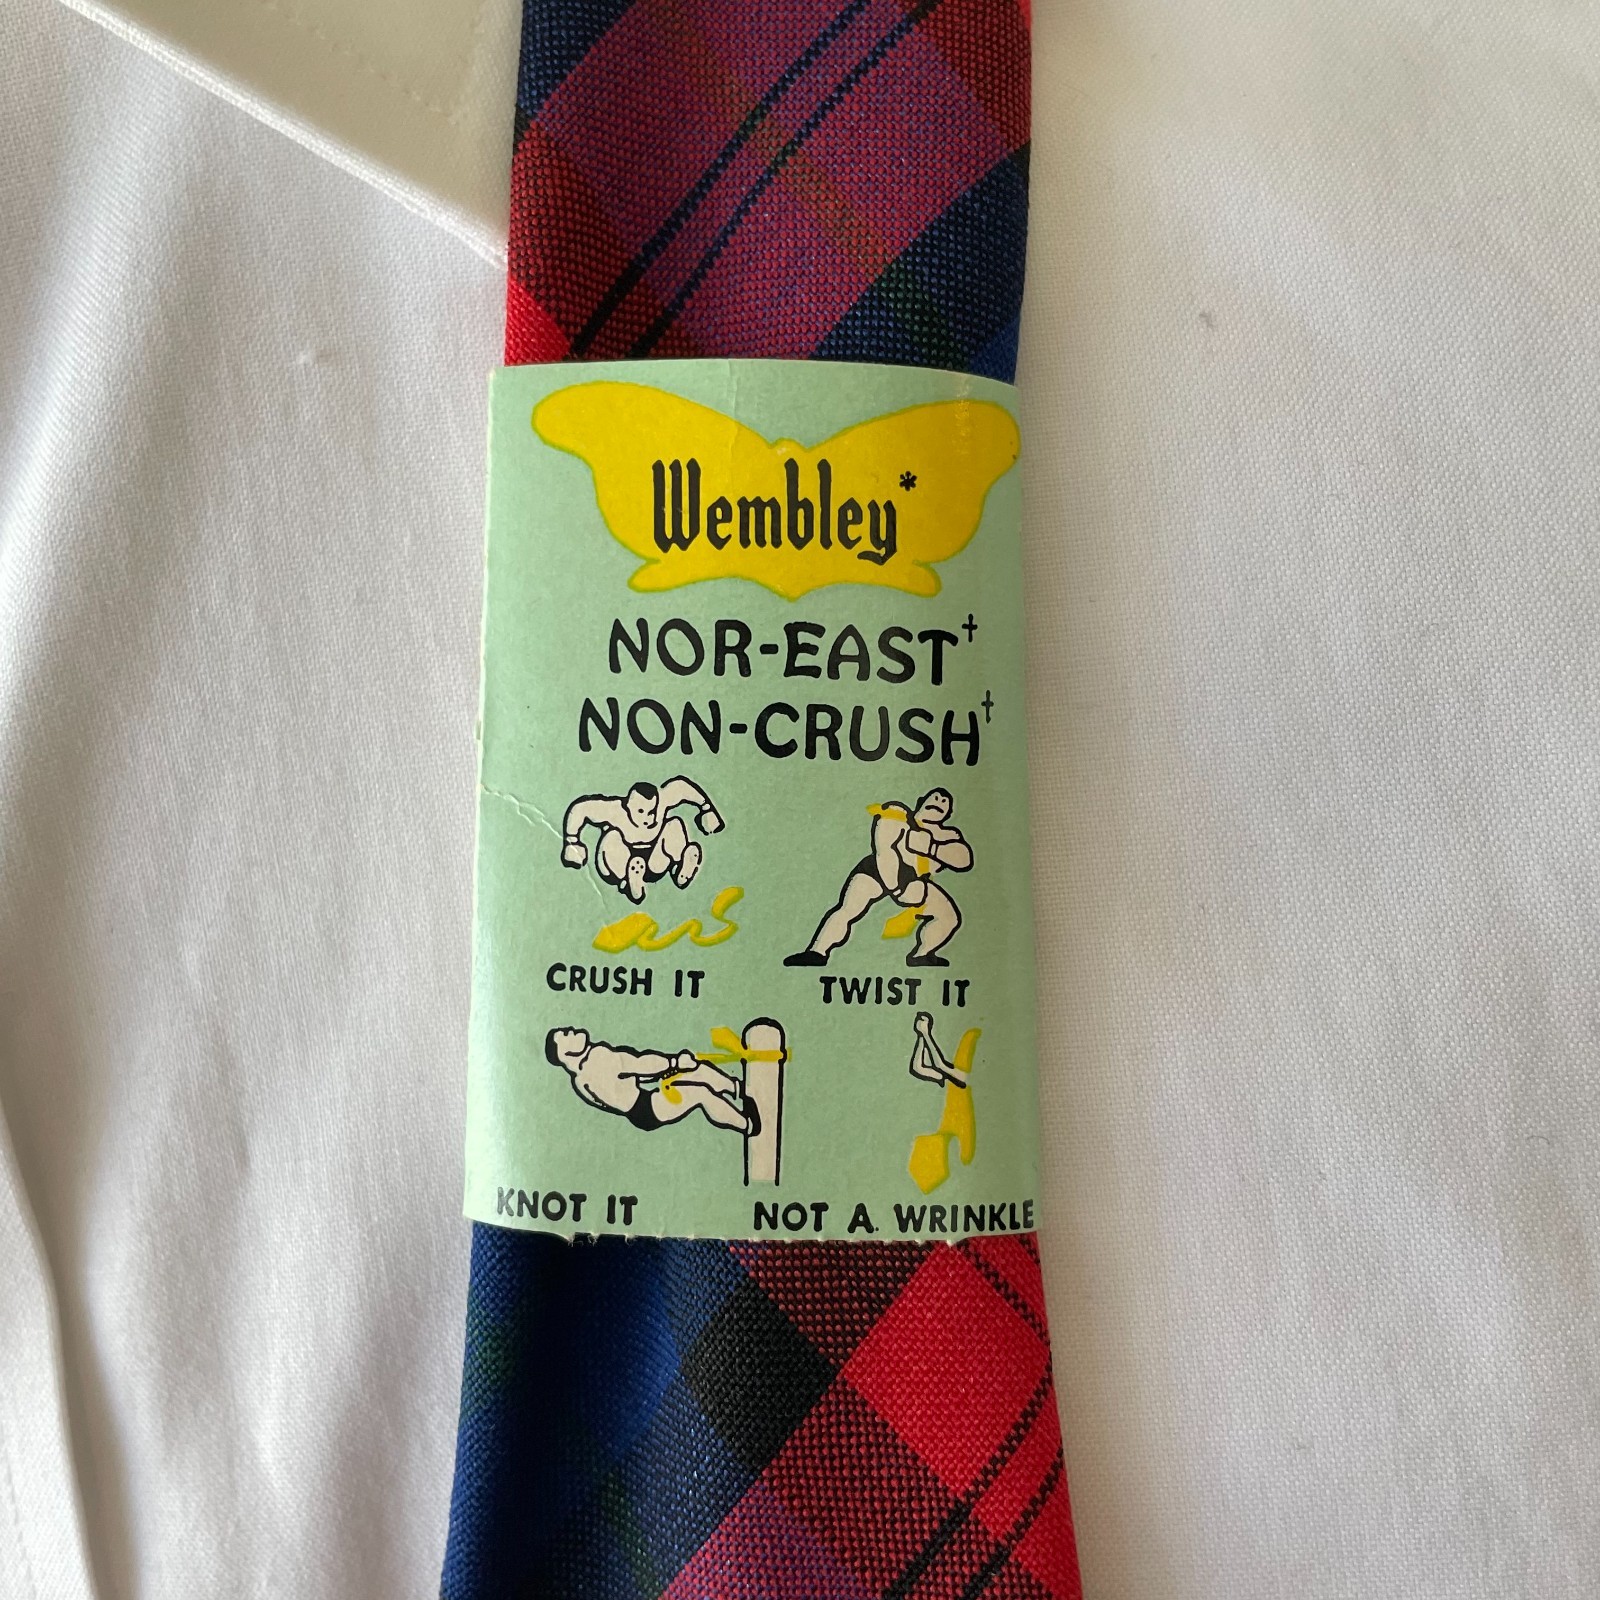 Wembley*
NOR-EAST†
NON-CRUSH†
CRUSH IT
TWIST IT
KNOT IT
NOT A WRINKLE